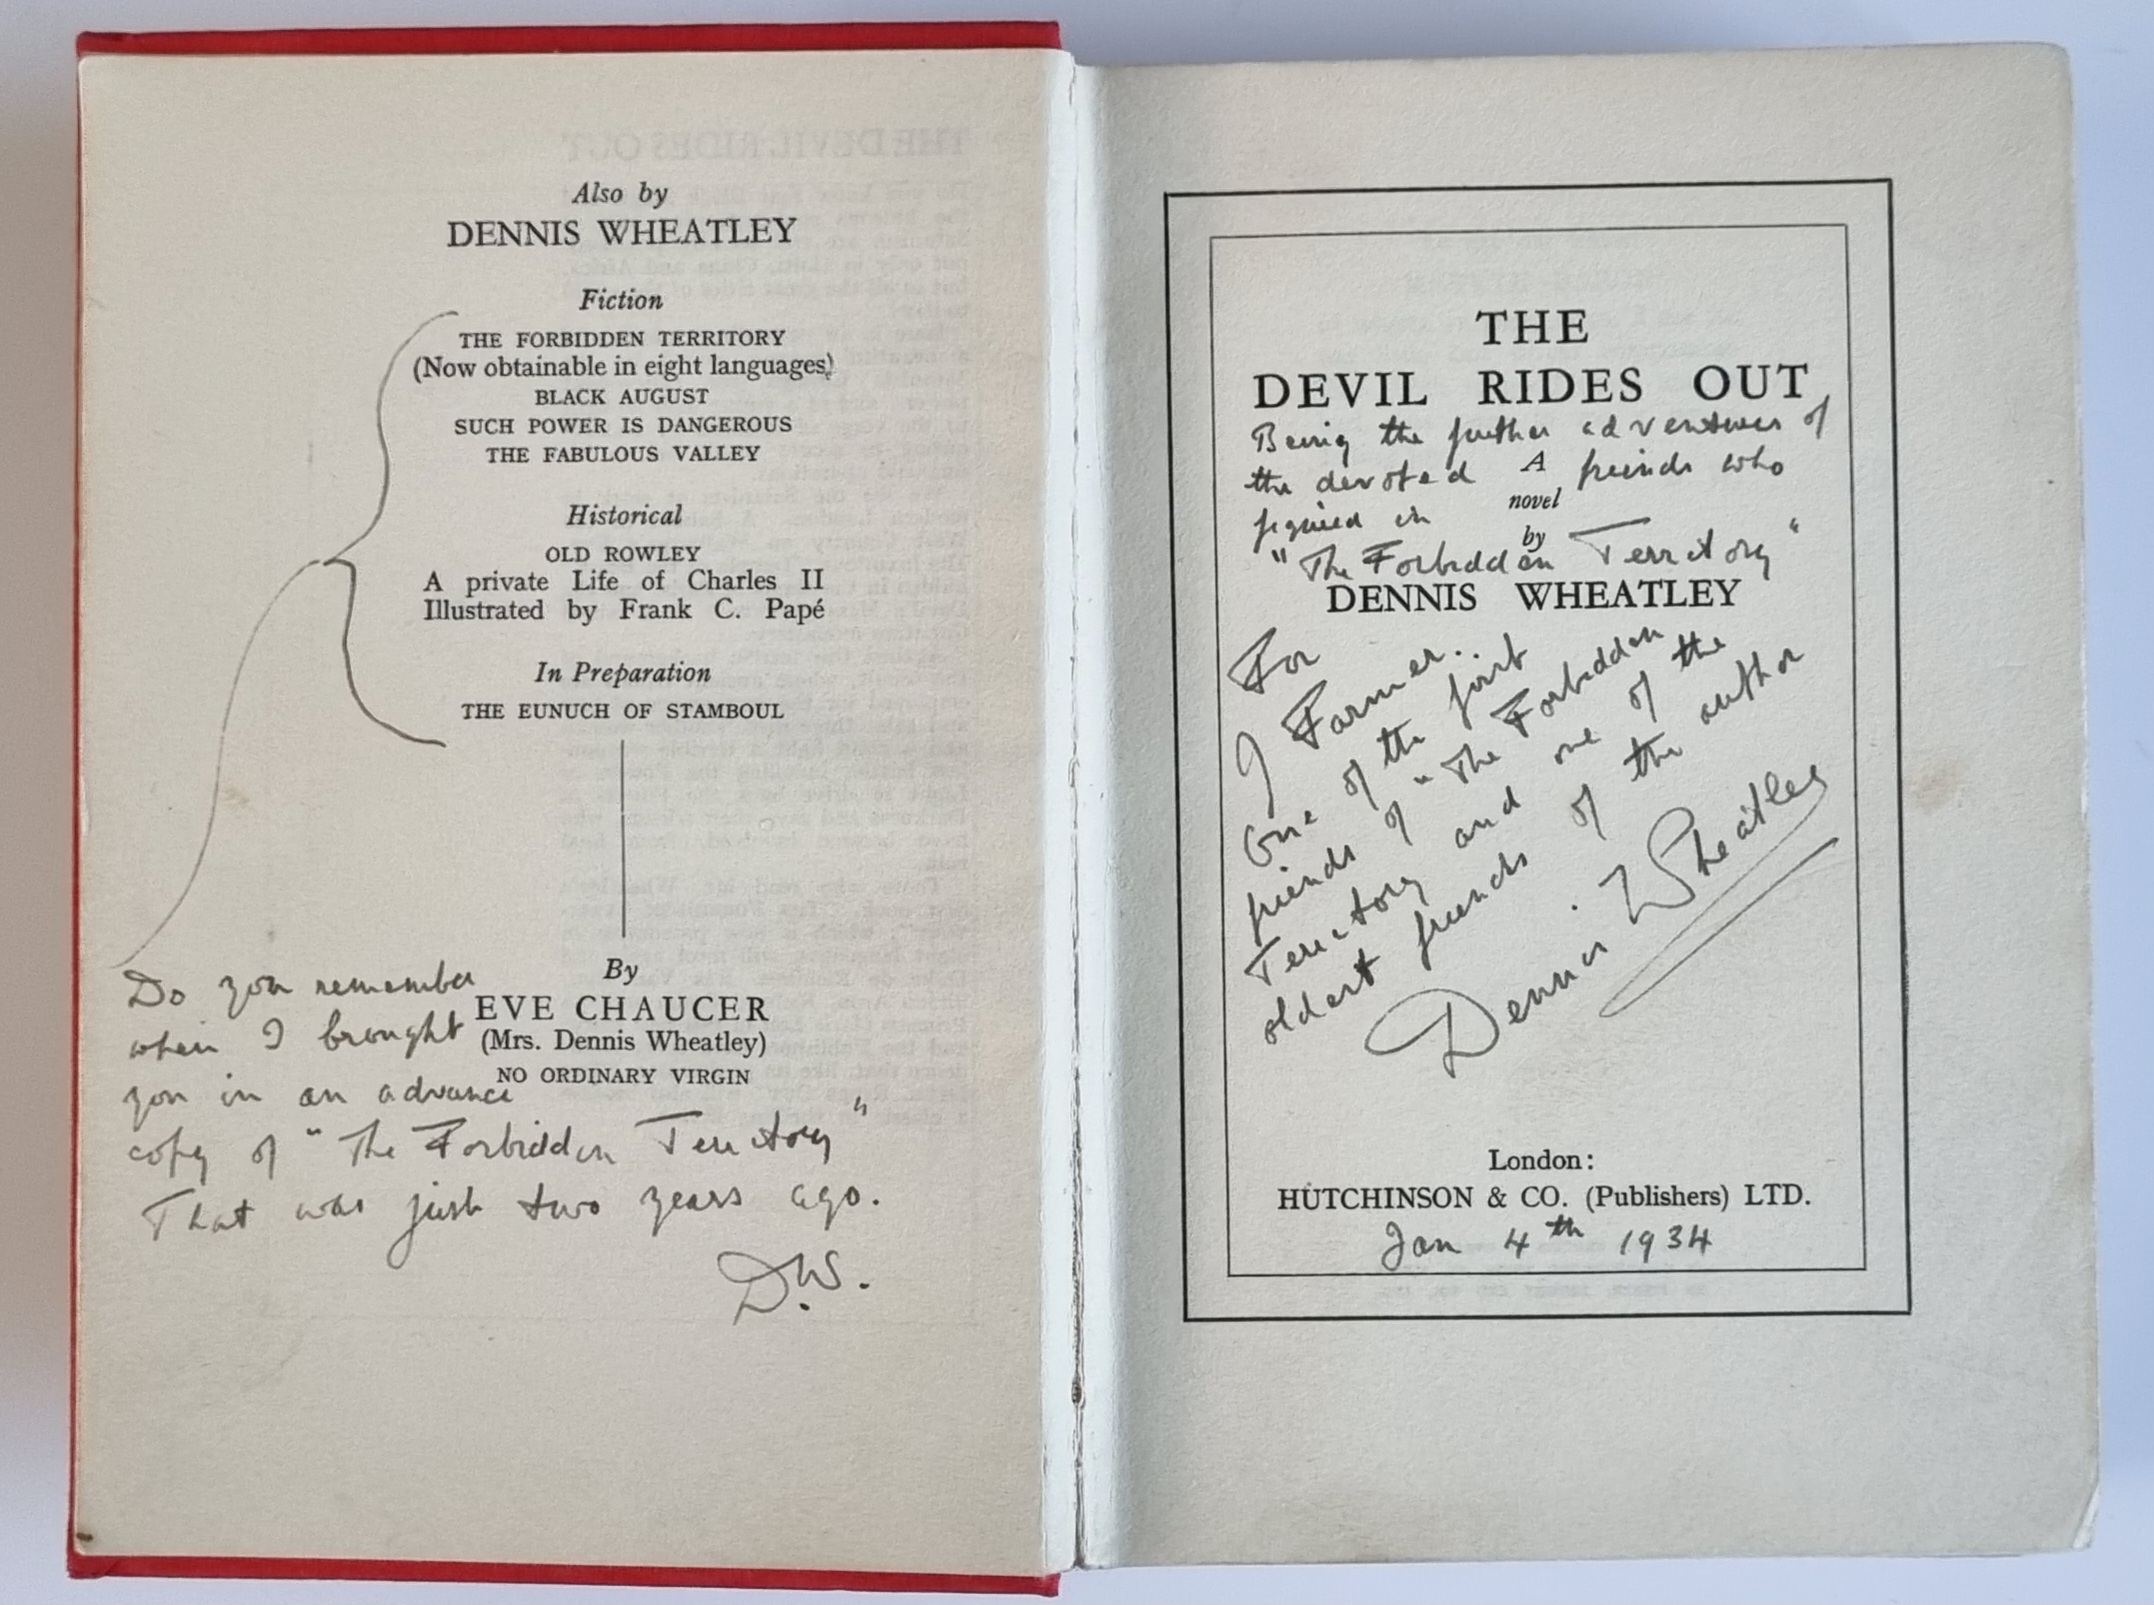 Also by
DENNIS WHEATLEY
Fiction
THE FORBIDDEN TERRITORY
(Now obtainable in eight languages)
BLACK AUGUST
SUCH POWER IS DANGEROUS
THE FABULOUS VALLEY
Historical
OLD ROWLEY
A private Life of Charles II
Illustrated by Frank C. Papé
In Preparation
THE EUNUCH OF STAMBOUL
By
EVE CHAUCER
(Mrs. Dennis Wheatley)
NO ORDINARY VIRGIN
Do you remember
when I brought
you in an advance
copy of "The Forbidden Territory"
That was just two years ago.
D.W.
THE
DEVIL RIDES OUT
Being the further adventures of
the devoted friends who
figured in
"The Forbidden Territory"
A
novel
by
DENNIS WHEATLEY
For
J Farmer..
One of the first
friends of "The Forbidden
Territory and one of the
oldest friends of the author
Dennis Wheatley
London:
HUTCHINSON & CO. (Publishers) LTD.
Jan 4th 1934